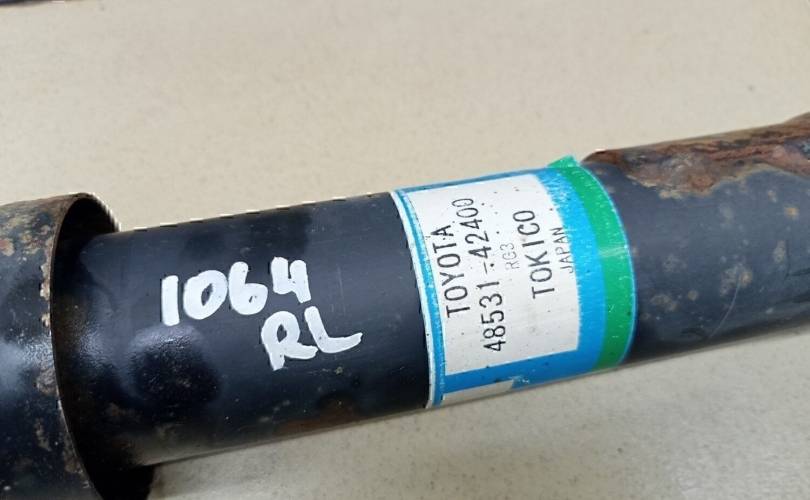 1064
RL
TOYOTA
48531-42400
RG3
TOKICO
JAPAN